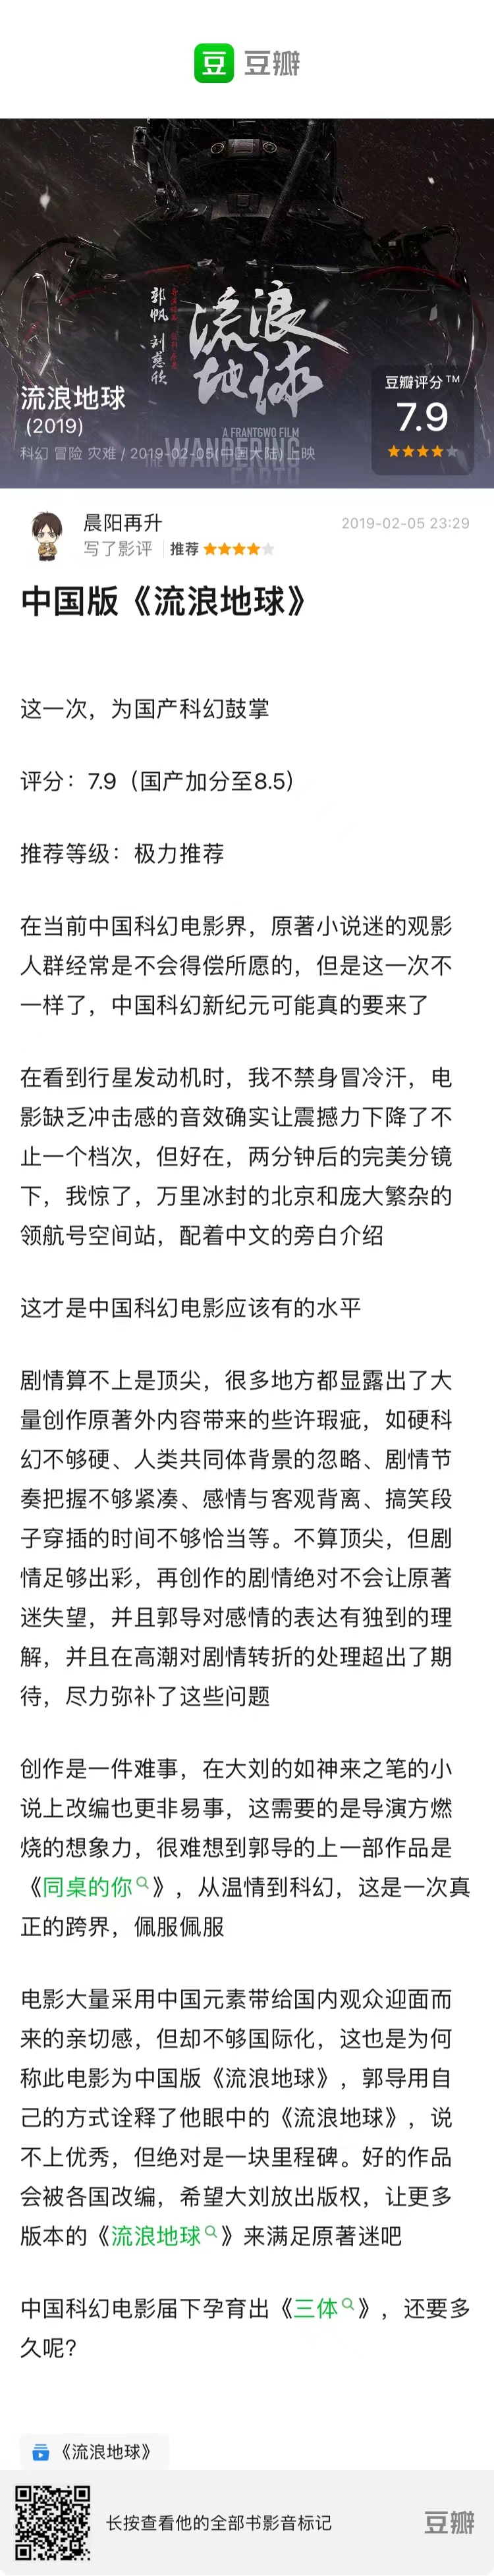 豆 豆瓣
郭帆 刘慈欣
流浪
地球
豆瓣评分™
流浪地球
7.9
(2019)
A FRANTGWO FILM
科幻 冒险 灾难 / 2019-02-05(中国大陆)上映
THE WANDERING
EARTH
晨阳再升
2019-02-05 23:29
写了影评 推荐
中国版《流浪地球》
这一次，为国产科幻鼓掌
评分：7.9（国产加分至8.5）
推荐等级：极力推荐
在当前中国科幻电影界，原著小说迷的观影
人群经常是不会得偿所愿的，但是这一次不
一样了，中国科幻新纪元可能真的要来了
在看到行星发动机时，我不禁身冒冷汗，电
影缺乏冲击感的音效确实让震撼力下降了不
止一个档次，但好在，两分钟后的完美分镜
下，我惊了，万里冰封的北京和庞大繁杂的
领航号空间站，配着中文的旁白介绍
这才是中国科幻电影应该有的水平
剧情算不上是顶尖，很多地方都显露出了大
量创作原著外内容带来的些许瑕疵，如硬科
幻不够硬、人类共同体背景的忽略、剧情节
奏把握不够紧凑、感情与客观背离、搞笑段
子穿插的时间不够恰当等。不算顶尖，但剧
情足够出彩，再创作的剧情绝对不会让原著
迷失望，并且郭导对感情的表达有独到的理
解，并且在高潮对剧情转折的处理超出了期
待，尽力弥补了这些问题
创作是一件难事，在大刘的如神来之笔的小
说上改编也更非易事，这需要的是导演方燃
烧的想象力，很难想到郭导的上一部作品是
《同桌的你》，从温情到科幻，这是一次真
正的跨界，佩服佩服
电影大量采用中国元素带给国内观众迎面而
来的亲切感，但却不够国际化，这也是为何
称此电影为中国版《流浪地球》，郭导用自
己的方式诠释了他眼中的《流浪地球》，说
不上优秀，但绝对是一块里程碑。好的作品
会被各国改编，希望大刘放出版权，让更多
版本的《流浪地球》来满足原著迷吧
中国科幻电影届下孕育出《三体》，还要多
久呢？
《流浪地球》
长按查看他的全部书影音标记
豆瓣